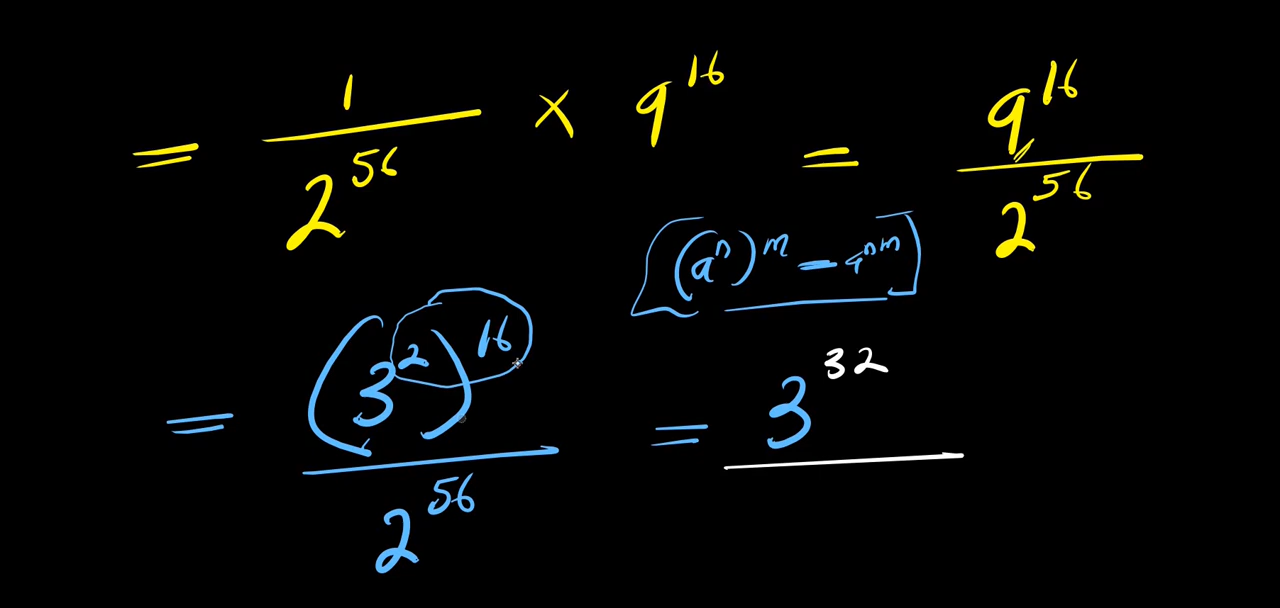 = 1/2^56 × 9^16 = 9^16/2^56
[(a^n)^m = a^nm]
= (3^2)^16/2^56 = 3^32